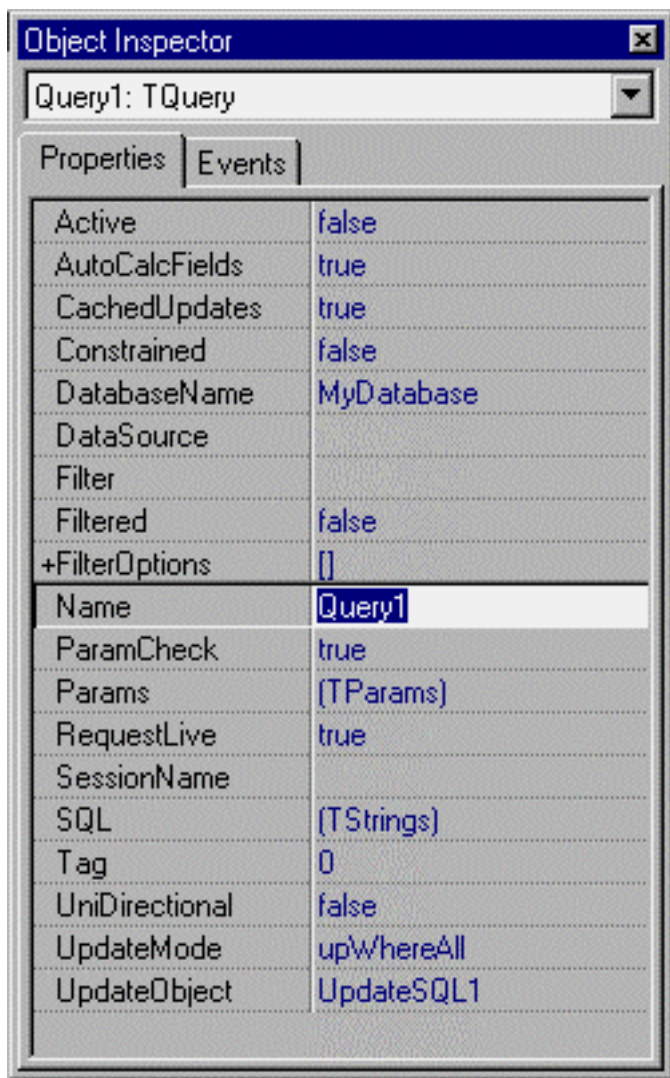 Object Inspector
Query1: TQuery
Properties Events
Active false
AutoCalcFields true
CachedUpdates true
Constrained false
DatabaseName MyDatabase
DataSource
Filter
Filtered false
+FilterOptions []
Name Query1
ParamCheck true
Params (TParams)
RequestLive true
SessionName
SQL (TStrings)
Tag 0
UniDirectional false
UpdateMode upWhereAll
UpdateObject UpdateSQL1